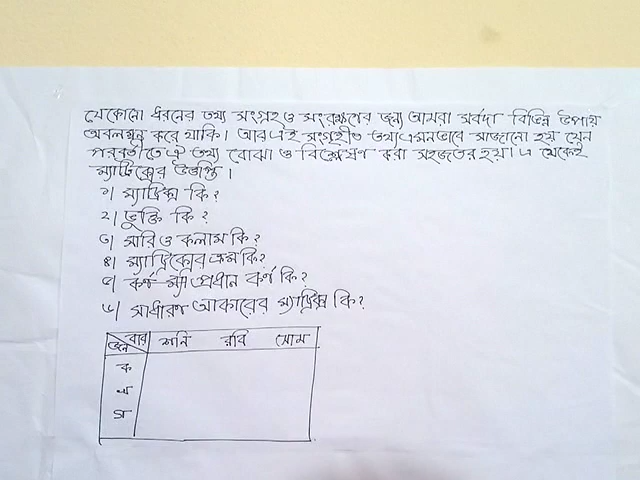 যেকোনো ধরনের তথ্য সংগ্রহ ও সংরক্ষণের জন্য আমরা সর্বদা বিভিন্ন উপায়
অবলম্বন করে থাকি। আর এই সংগৃহীত তথ্য এমনভাবে সাজানো হয় যেন
পরবর্তীতে ঐ তথ্য বোঝা ও বিশ্লেষণ করা সহজতর হয়। এ থেকেই
ম্যাট্রিক্সের উৎপত্তি।
১| ম্যাট্রিক্স কি?
২| ভুক্তি কি?
৩| সারি ও কলাম কি?
৪| ম্যাট্রিক্সের ক্রম কি?
৫| কর্ণ প্রধান কর্ণ কি?
৬| সাধারণ আকারের ম্যাট্রিক্স কি?
বার শনি রবি সোম
ক
খ
গ